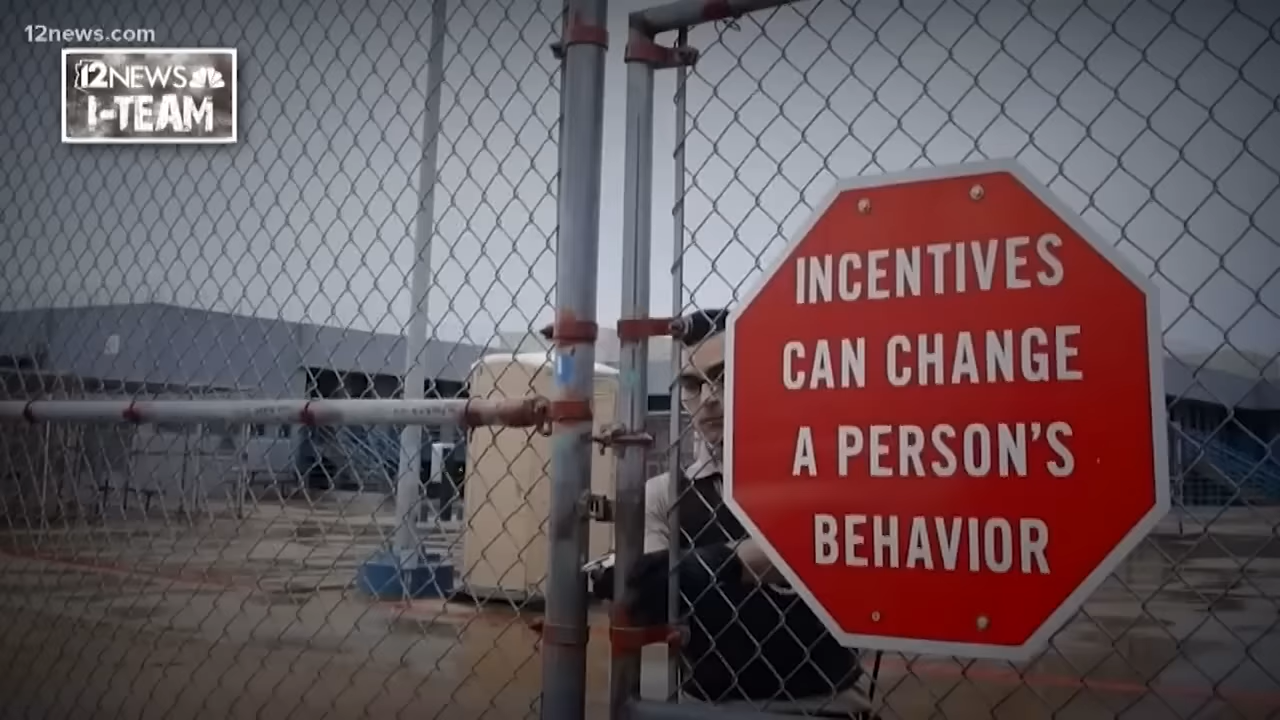 12news.com
12NEWS
I-TEAM
INCENTIVES
CAN CHANGE
A PERSON'S
BEHAVIOR